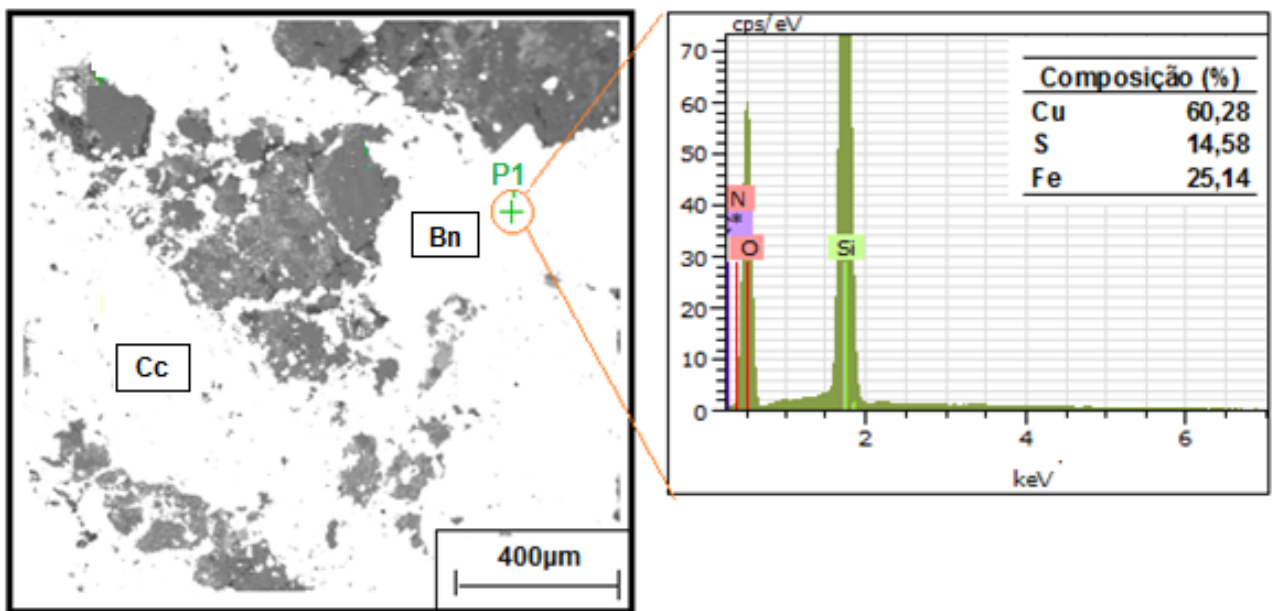 P1
Bn
Cc
400µm
cps/eV
70
60
50
40
30
20
10
0
N
*
O
Si
2 4 6
keV
Composição (%)
Cu 60,28
S 14,58
Fe 25,14